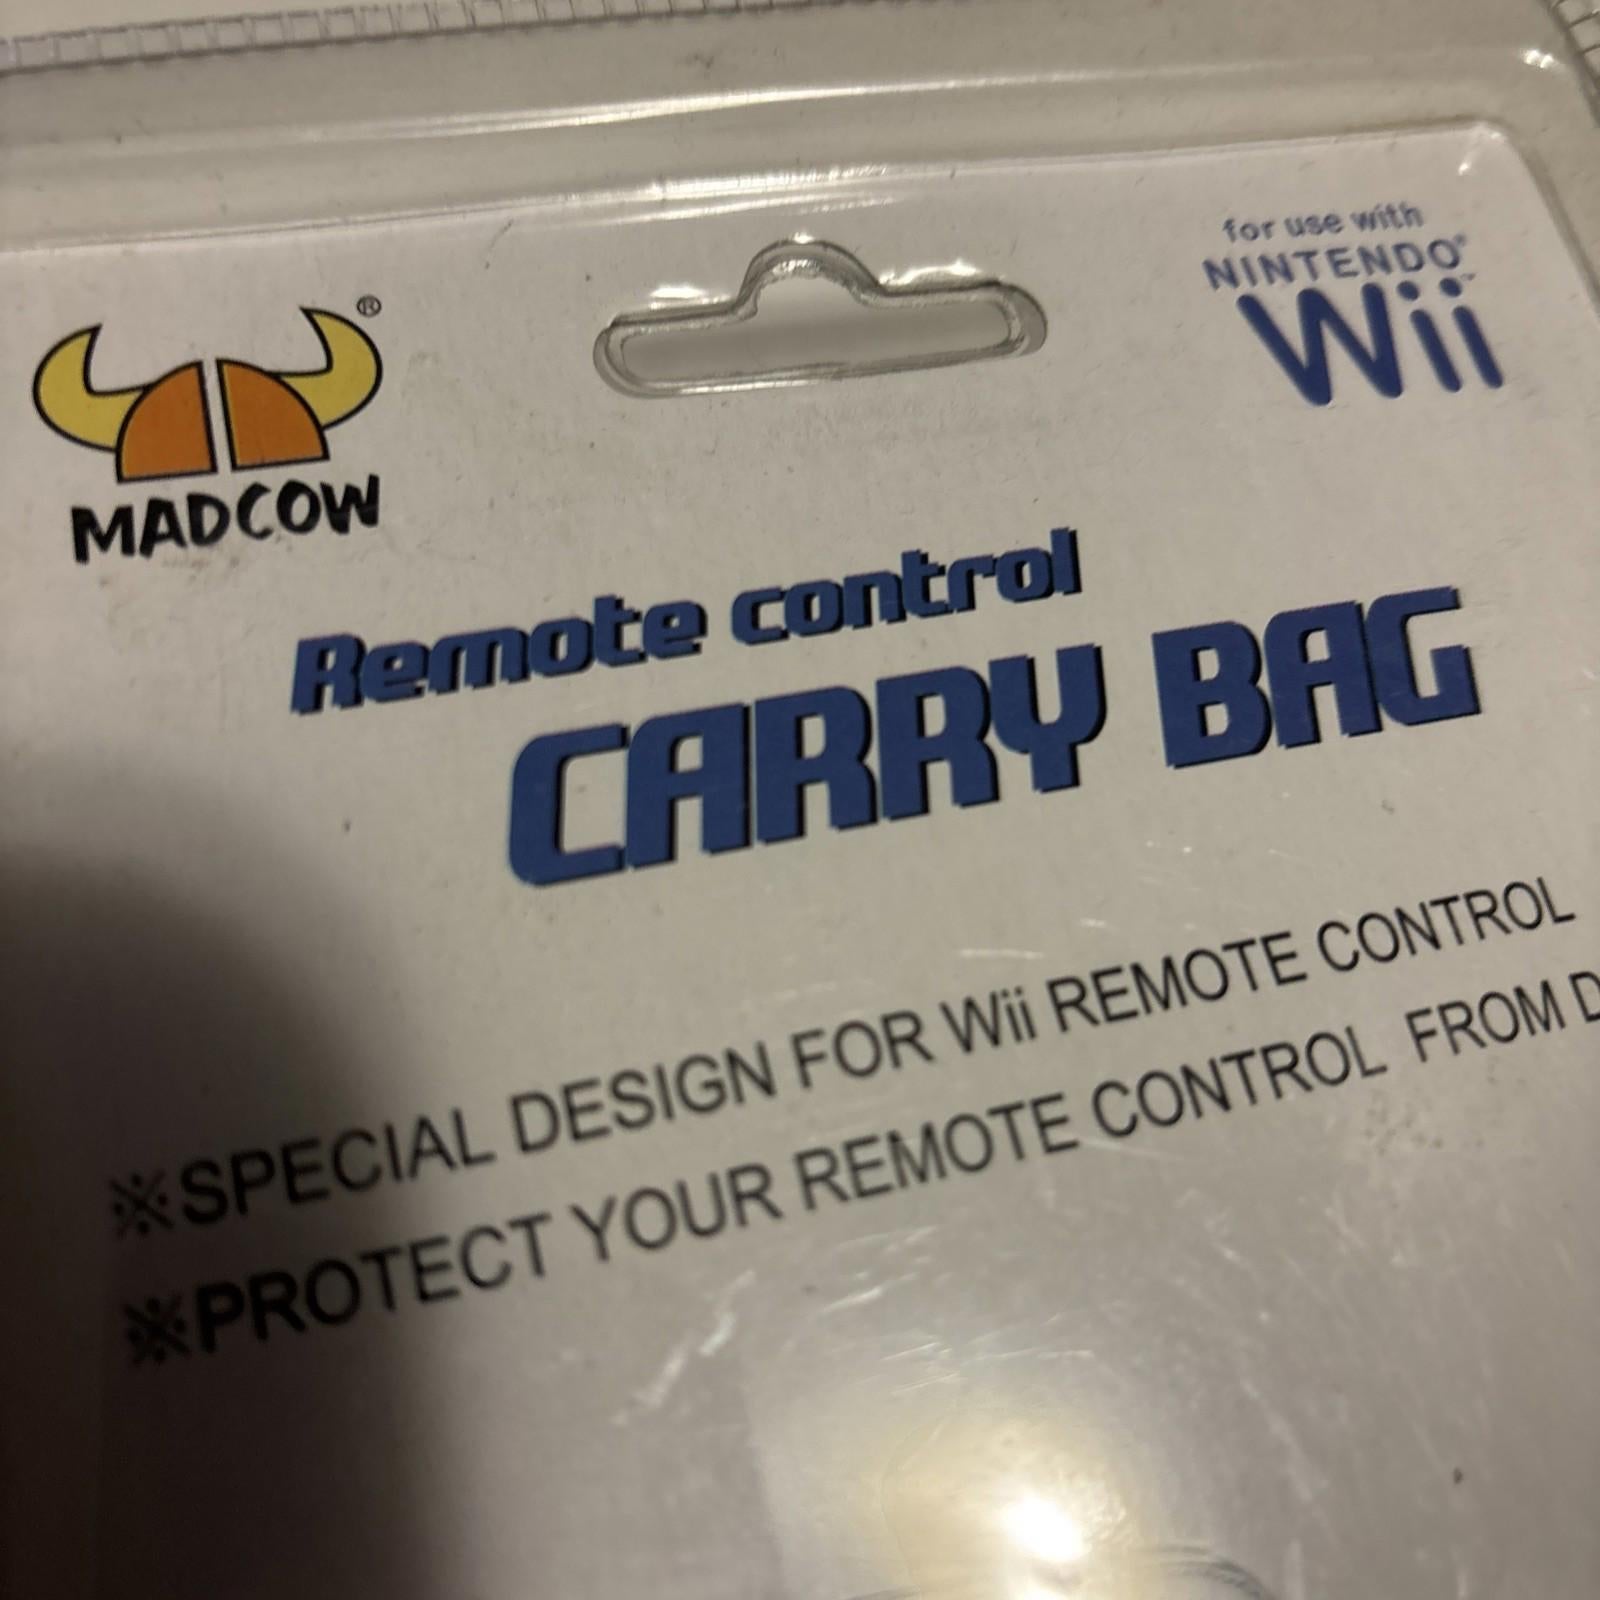 for use with
NINTENDO®
Wii™
®
MADCOW
Remote control
CARRY BAG
※SPECIAL DESIGN FOR Wii REMOTE CONTROL
※PROTECT YOUR REMOTE CONTROL FROM